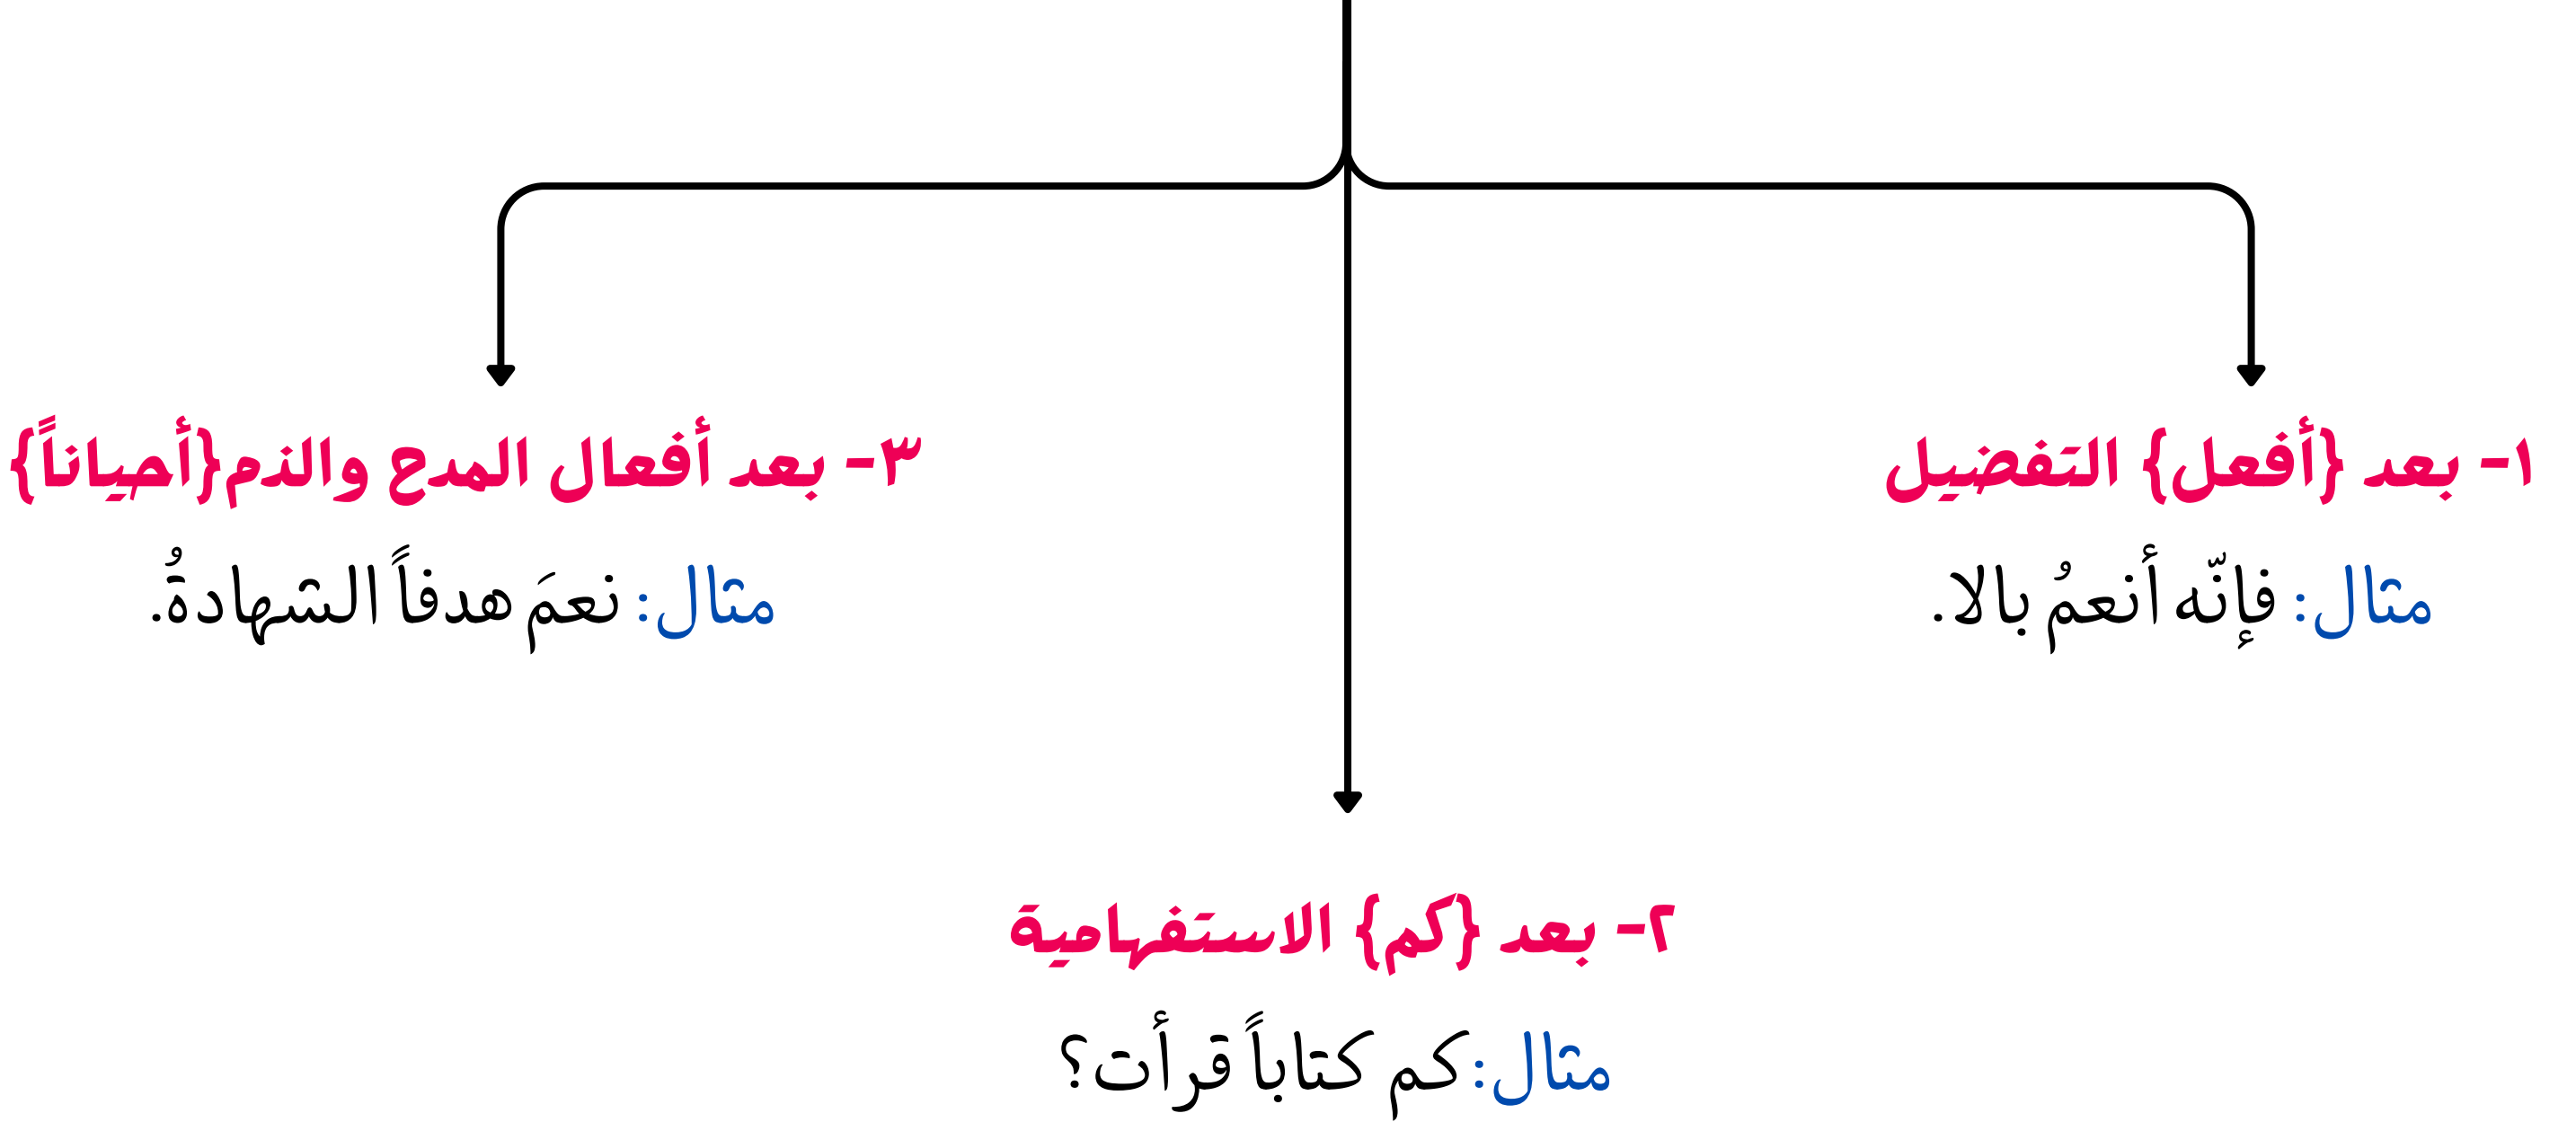 ١- بعد {أفعل} التفضيل
مثال: فإنّه أنعمُ بالا.
٢- بعد {كم} الاستفهامية
مثال: كم كتاباً قرأت؟
٣- بعد أفعال المدح والذم{أحياناً}
مثال: نعمَ هدفاً الشهادةُ.